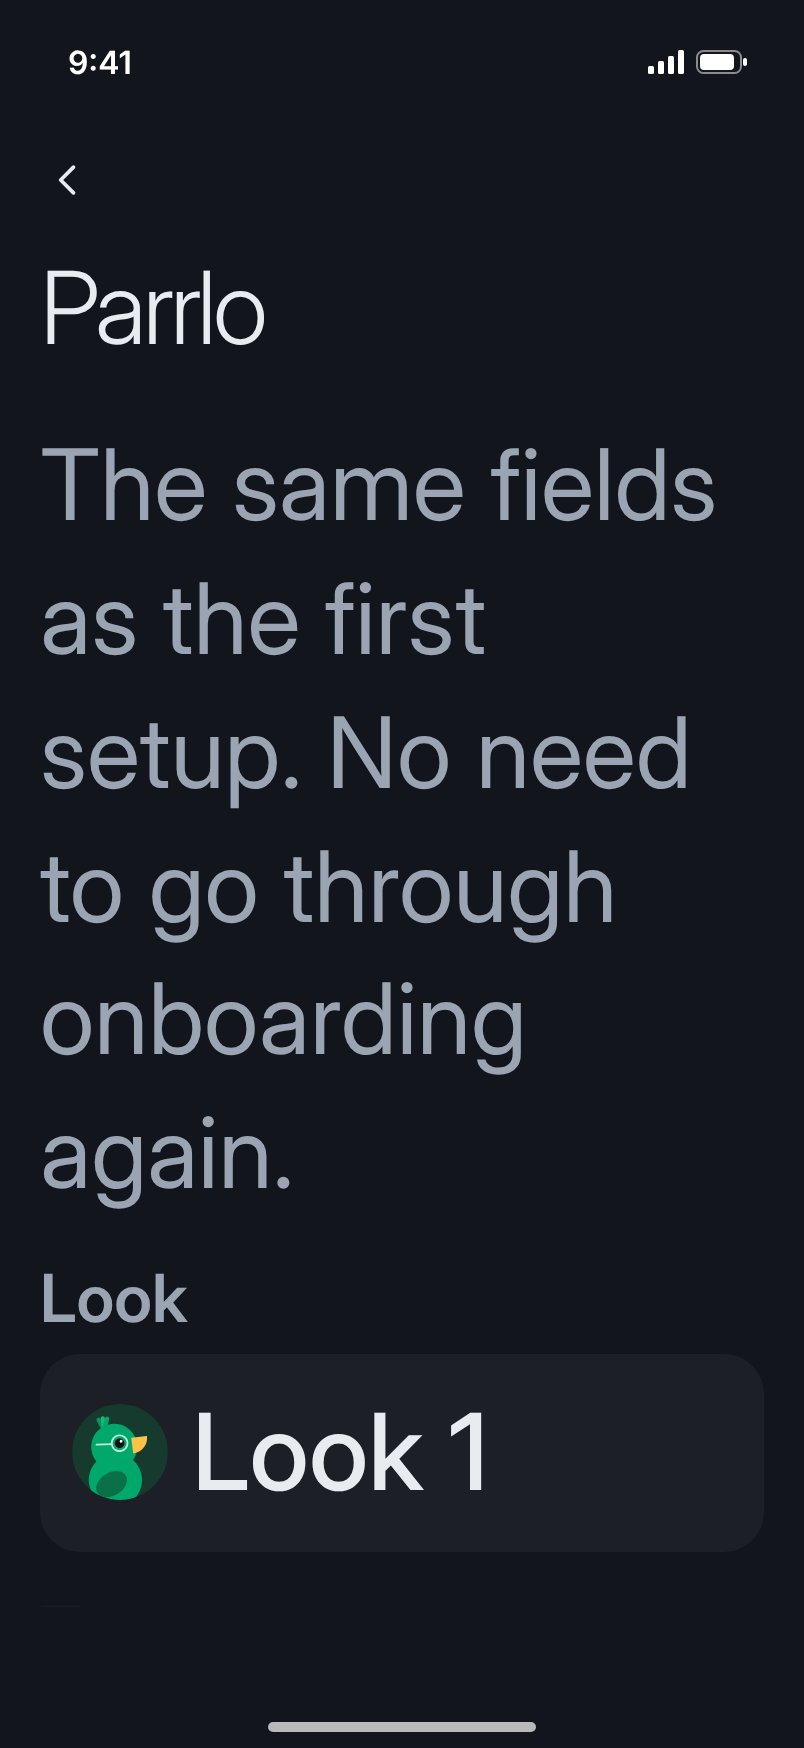 9:41
Parrlo
The same fields
as the first
setup. No need
to go through
onboarding
again.
Look
Look 1